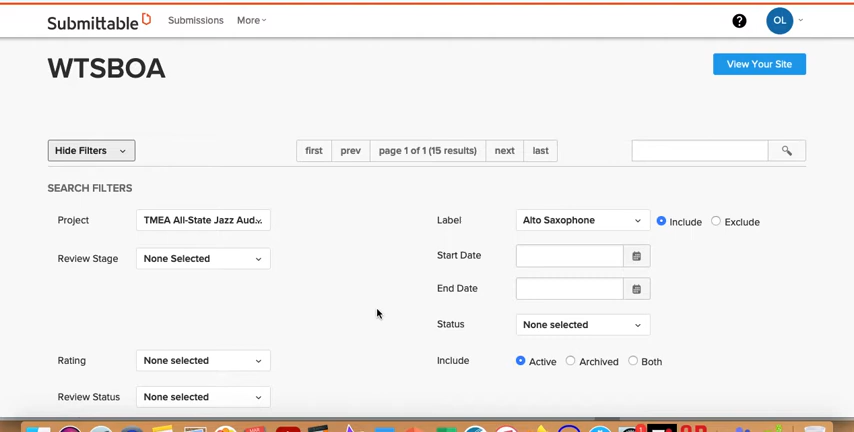 Submittable Submissions More ? OL
WTSBOA
View Your Site
Hide Filters first prev page 1 of 1 (15 results) next last
SEARCH FILTERS
Project TMEA All-State Jazz Aud... Label Alto Saxophone Include Exclude
Review Stage None Selected Start Date
End Date
Status None selected
Rating None selected Include Active Archived Both
Review Status None selected